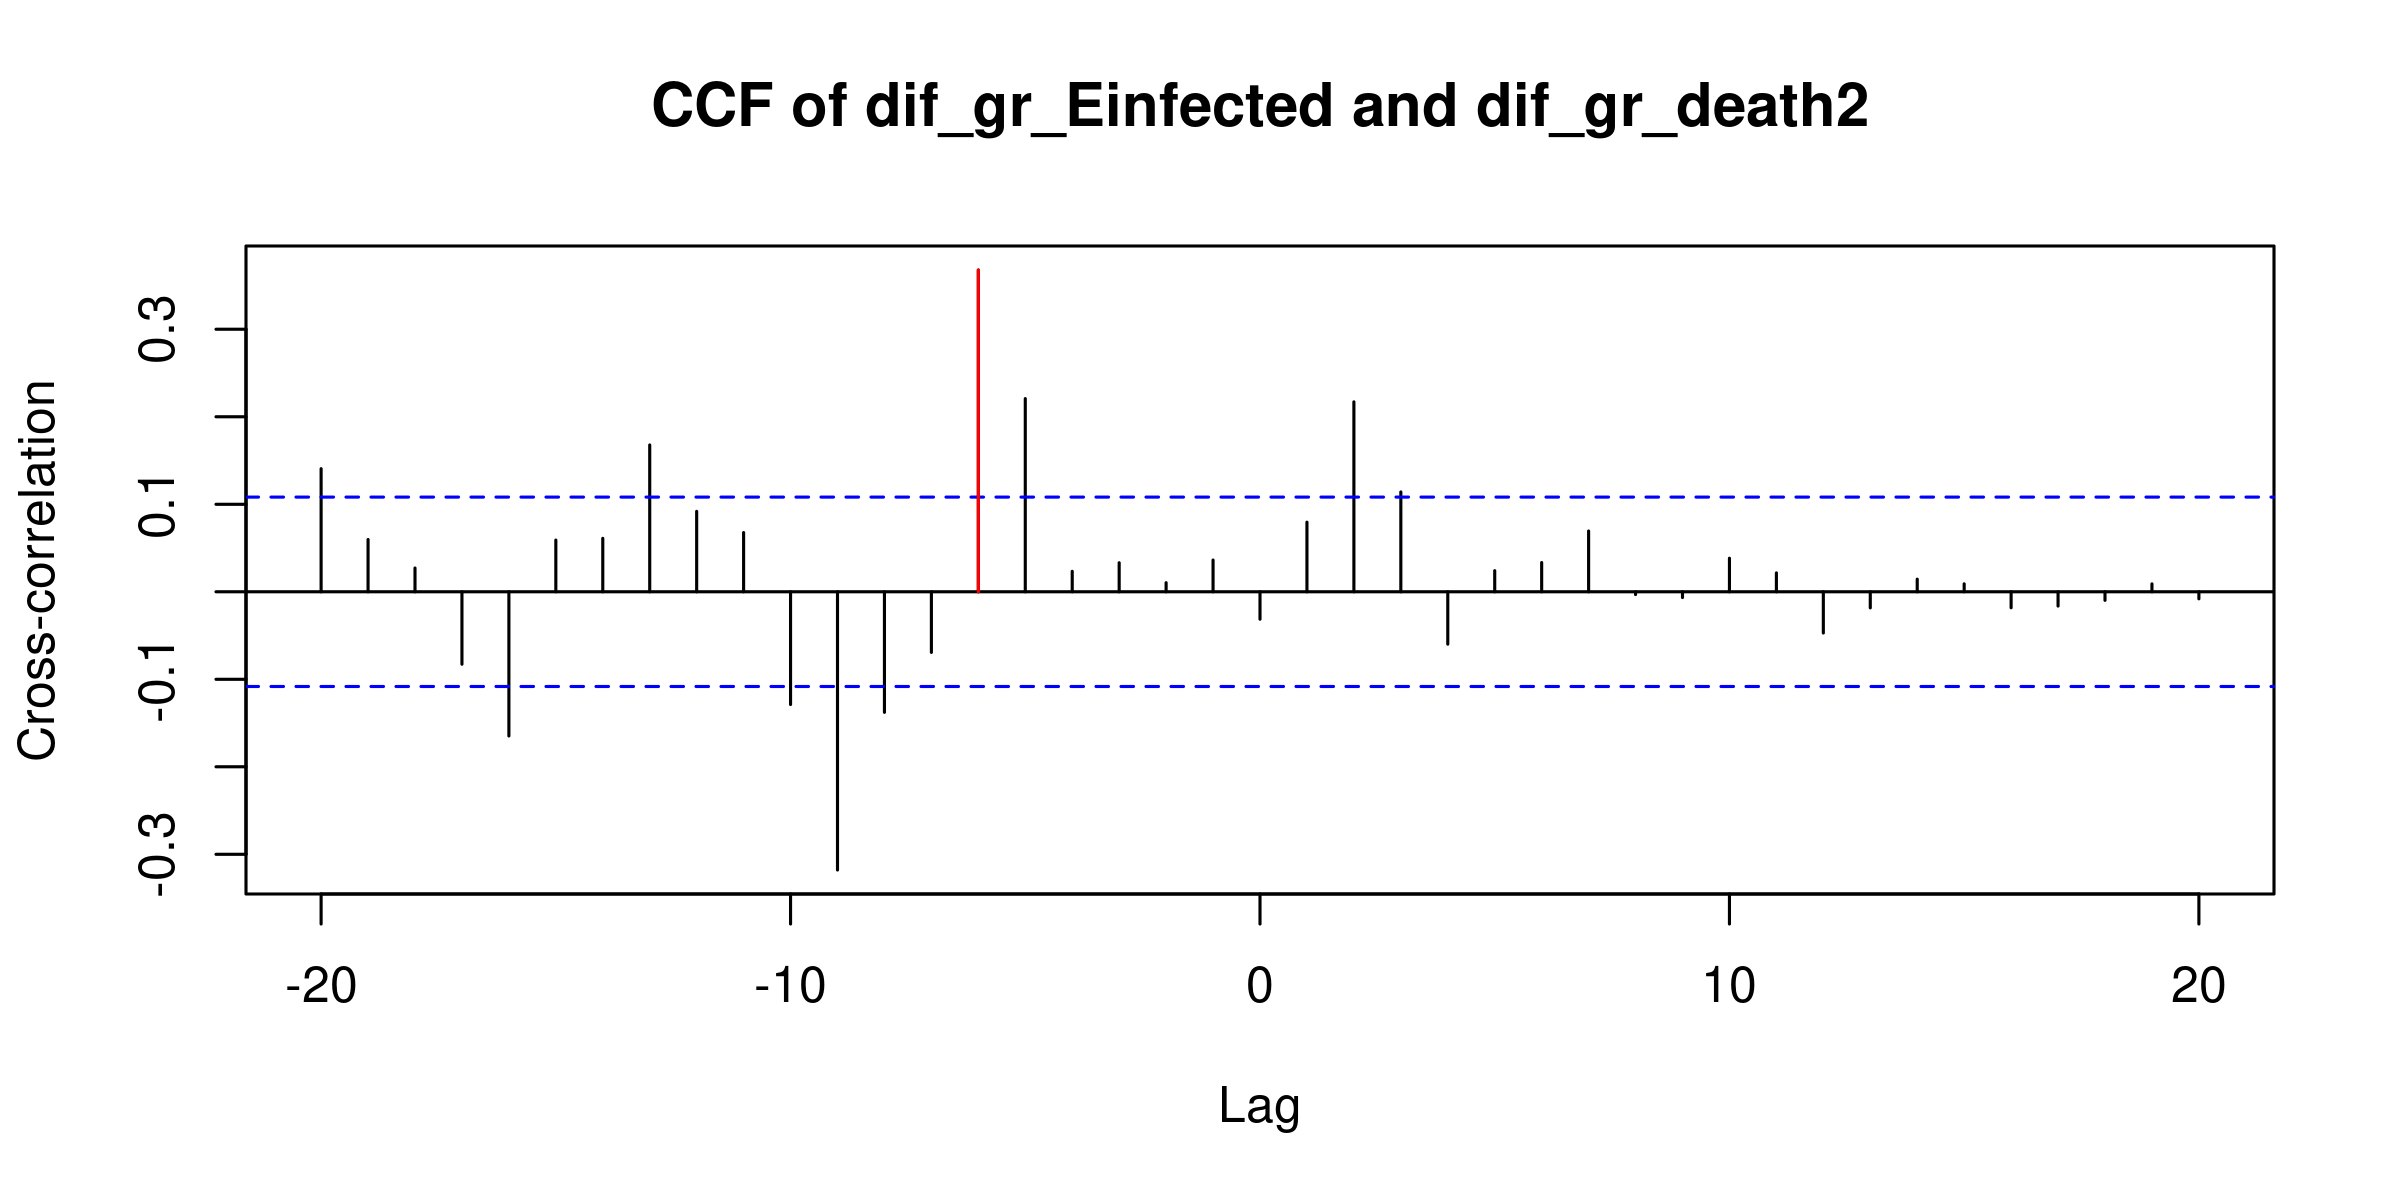 CCF of dif_gr_Einfected and dif_gr_death2
Cross-correlation
0.3
0.1
-0.1
-0.3
-20 -10 0 10 20
Lag